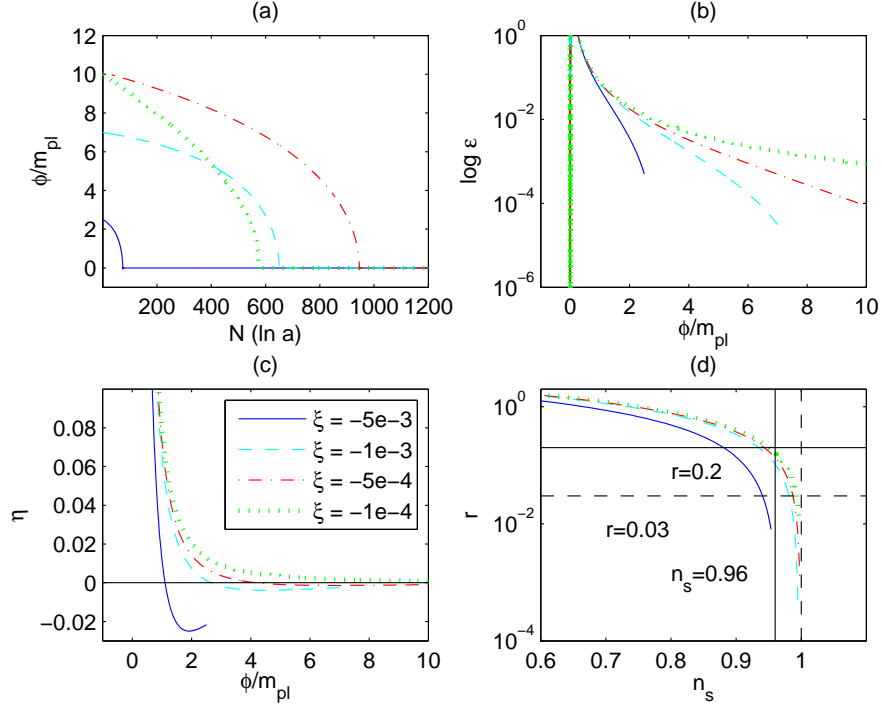 (a)
12
10
8
6
4
2
0
ϕ/m_pl
200 400 600 800 1000 1200
N (ln a)
(b)
10^0
10^-2
10^-4
10^-6
log ε
0 2 4 6 8 10
ϕ/m_pl
(c)
0.08
0.06
0.04
0.02
0
−0.02
η
ξ = −5e−3
ξ = −1e−3
ξ = −5e−4
ξ = −1e−4
0 2 4 6 8 10
ϕ/m_pl
(d)
10^0
10^-2
10^-4
r
r=0.2
r=0.03
n_s=0.96
0.6 0.7 0.8 0.9 1
n_s